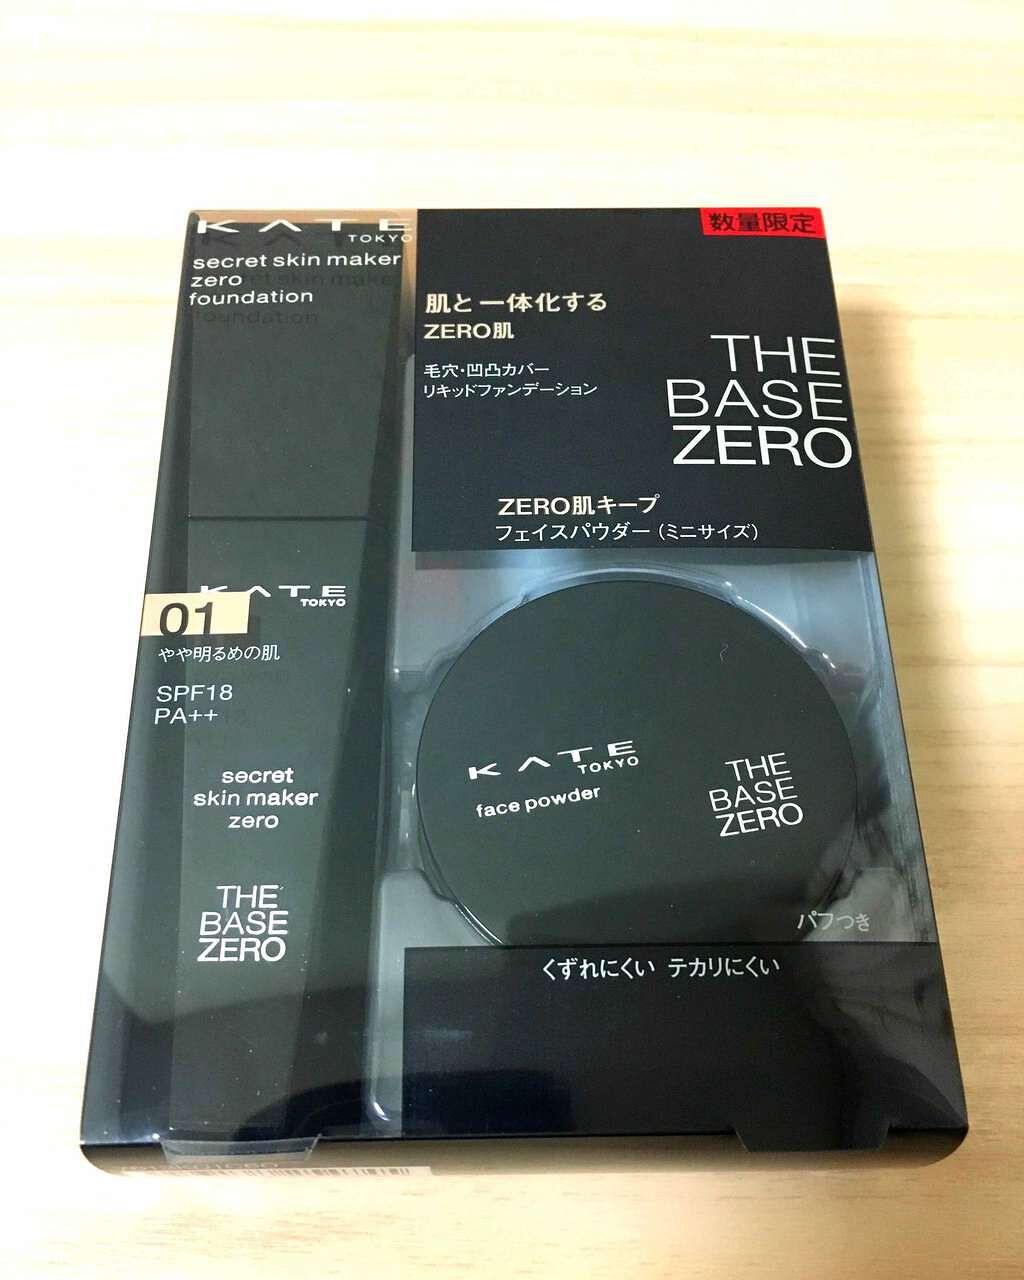 KATE
TOKYO
secret skin maker
zero
foundation
数量限定
肌と一体化する
ZERO肌
毛穴・凹凸カバー
リキッドファンデーション
THE
BASE
ZERO
ZERO肌キープ
フェイスパウダー（ミニサイズ）
KATE
TOKYO
01
やや明るめの肌
SPF18
PA++
secret
skin maker
zero
THE
BASE
ZERO
KATE
TOKYO
face powder
THE
BASE
ZERO
パフつき
くずれにくい テカリにくい